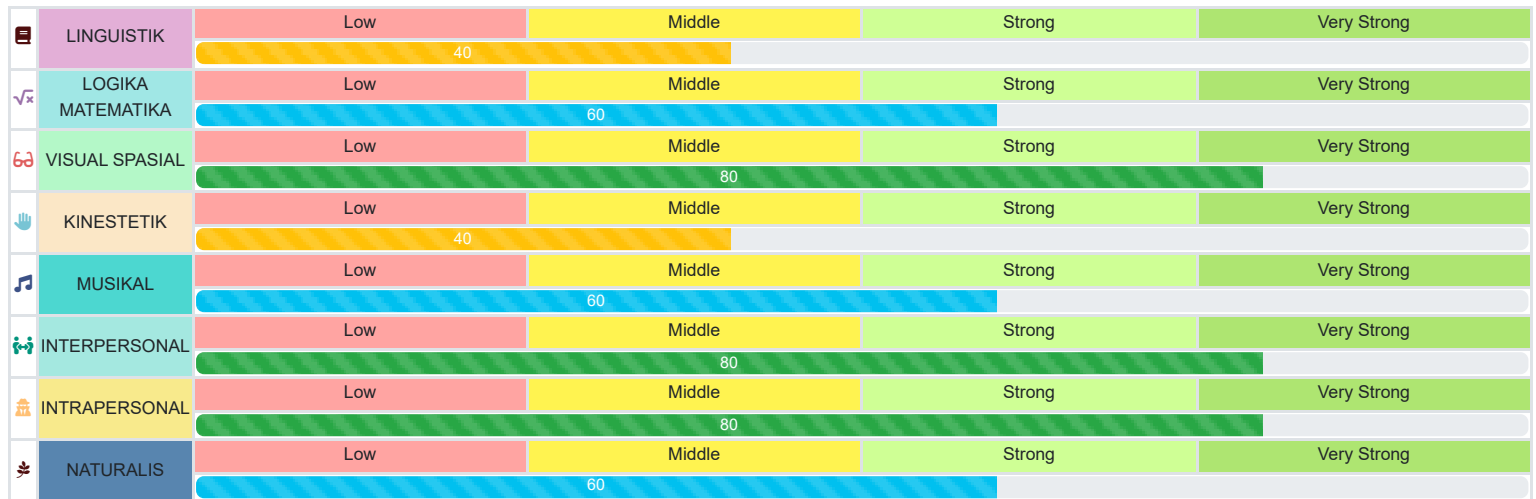 LINGUISTIK
Low Middle Strong Very Strong
40
LOGIKA
MATEMATIKA
Low Middle Strong Very Strong
60
VISUAL SPASIAL
Low Middle Strong Very Strong
80
KINESTETIK
Low Middle Strong Very Strong
40
MUSIKAL
Low Middle Strong Very Strong
60
INTERPERSONAL
Low Middle Strong Very Strong
80
INTRAPERSONAL
Low Middle Strong Very Strong
80
NATURALIS
Low Middle Strong Very Strong
60